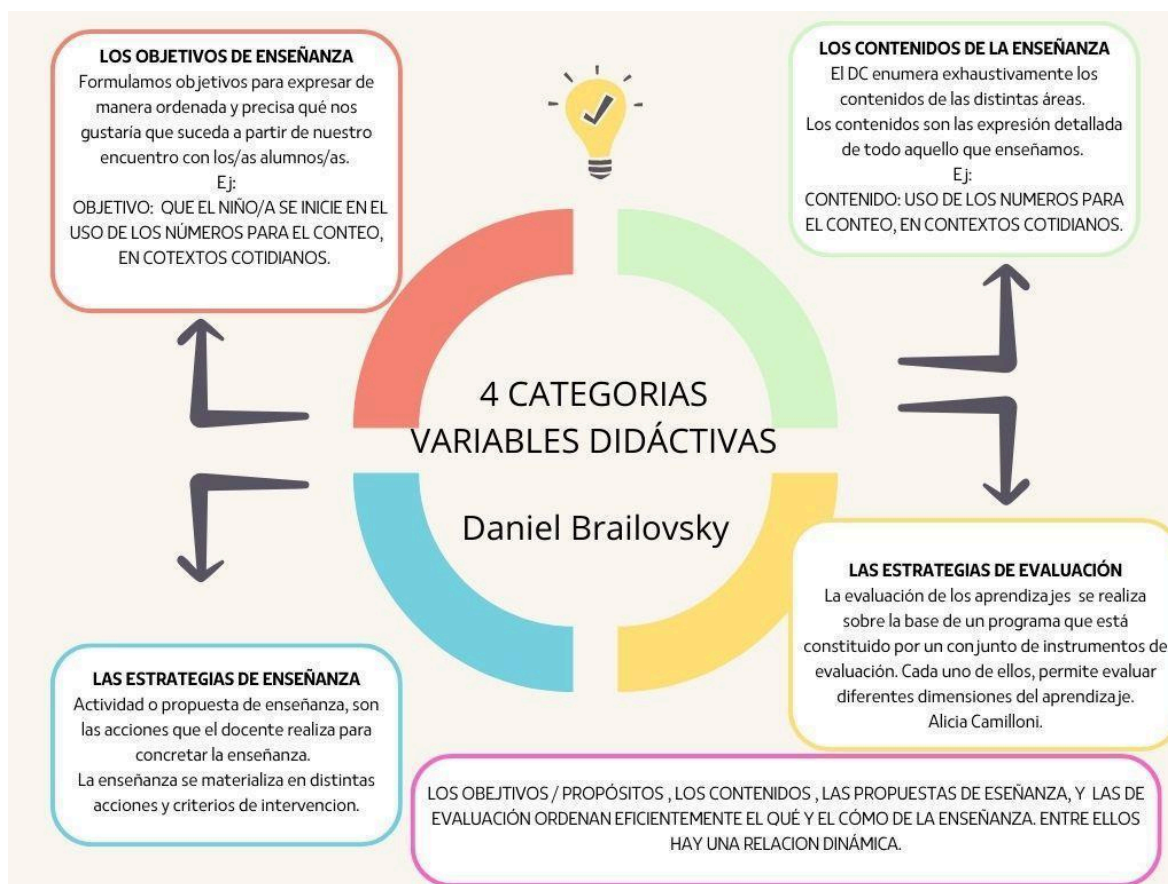 LOS OBJETIVOS DE ENSEÑANZA
Formulamos objetivos para expresar de
manera ordenada y precisa qué nos
gustaría que suceda a partir de nuestro
encuentro con los/as alumnos/as.
Ej:
OBJETIVO: QUE EL NIÑO/A SE INICIE EN EL
USO DE LOS NÚMEROS PARA EL CONTEO,
EN COTEXTOS COTIDIANOS.
LOS CONTENIDOS DE LA ENSEÑANZA
El DC enumera exhaustivamente los
contenidos de las distintas áreas.
Los contenidos son las expresión detallada
de todo aquello que enseñamos.
Ej:
CONTENIDO: USO DE LOS NUMEROS PARA
EL CONTEO, EN CONTEXTOS COTIDIANOS.
4 CATEGORIAS
VARIABLES DIDÁCTIVAS
Daniel Brailovsky
LAS ESTRATEGIAS DE ENSEÑANZA
Actividad o propuesta de enseñanza, son
las acciones que el docente realiza para
concretar la enseñanza.
La enseñanza se materializa en distintas
acciones y criterios de intervencion.
LAS ESTRATEGIAS DE EVALUACIÓN
La evaluación de los aprendizajes se realiza
sobre la base de un programa que está
constituido por un conjunto de instrumentos de
evaluación. Cada uno de ellos, permite evaluar
diferentes dimensiones del aprendizaje.
Alicia Camilloni.
LOS OBEJTIVOS / PROPÓSITOS , LOS CONTENIDOS , LAS PROPUESTAS DE ESEÑANZA, Y LAS DE
EVALUACIÓN ORDENAN EFICIENTEMENTE EL QUÉ Y EL CÓMO DE LA ENSEÑANZA. ENTRE ELLOS
HAY UNA RELACION DINÁMICA.